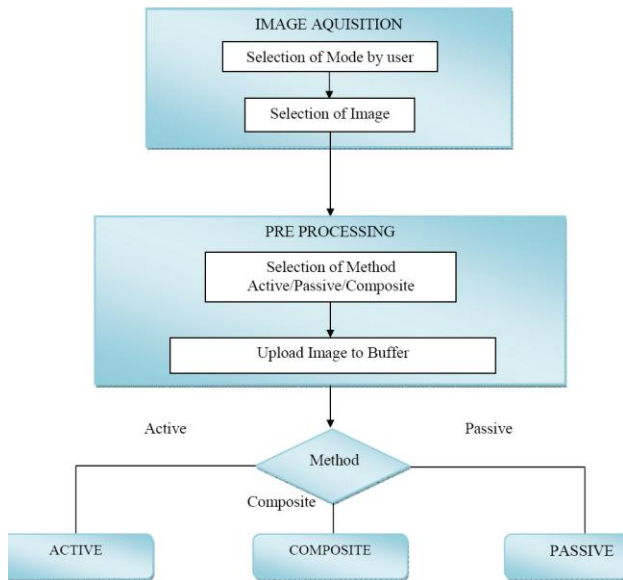 IMAGE AQUISITION
Selection of Mode by user
Selection of Image
PRE PROCESSING
Selection of Method
Active/Passive/Composite
Upload Image to Buffer
Active
Passive
Method
Composite
ACTIVE
COMPOSITE
PASSIVE